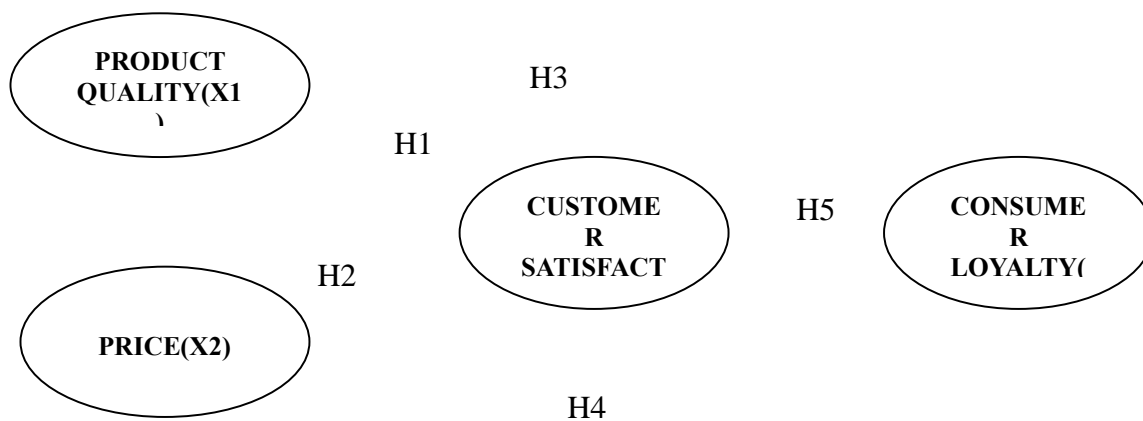 PRODUCT
QUALITY(X1
)
H3
H1
CUSTOME
R
SATISFACT
H5
CONSUME
R
LOYALTY(
H2
PRICE(X2)
H4